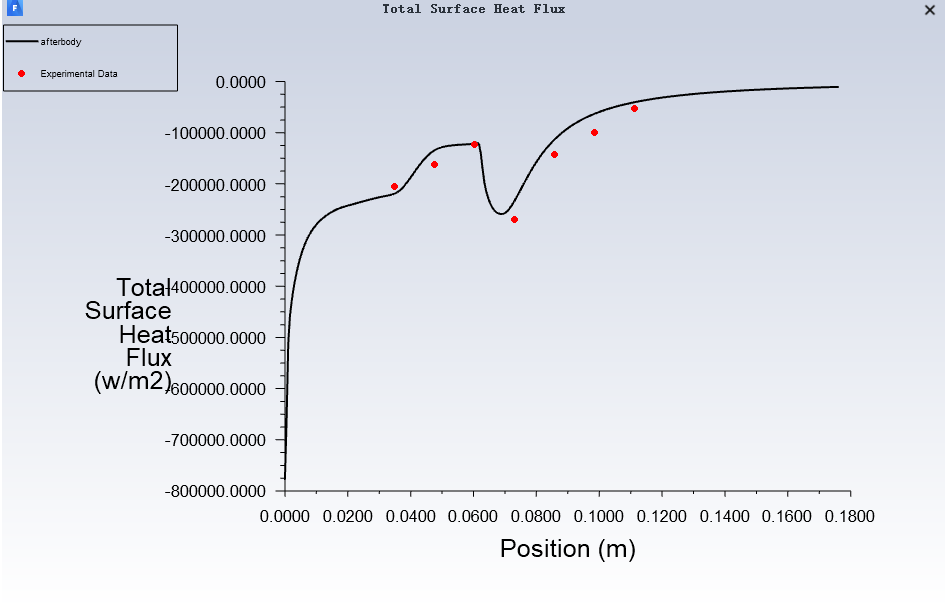 F
Total Surface Heat Flux
afterbody
Experimental Data
0.0000
-100000.0000
-200000.0000
-300000.0000
-400000.0000
-500000.0000
-600000.0000
-700000.0000
-800000.0000
Total
Surface
Heat
Flux
(w/m2)
0.0000 0.0200 0.0400 0.0600 0.0800 0.1000 0.1200 0.1400 0.1600 0.1800
Position (m)